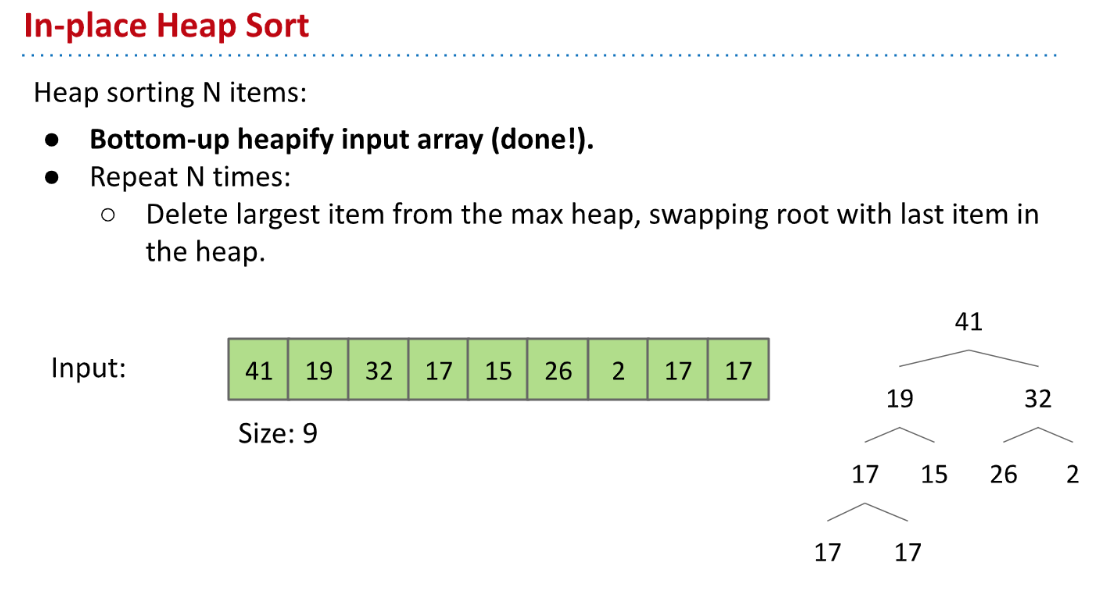 In-place Heap Sort
Heap sorting N items:
● Bottom-up heapify input array (done!).
● Repeat N times:
○ Delete largest item from the max heap, swapping root with last item in
the heap.
Input:
41 19 32 17 15 26 2 17 17
Size: 9
41
19 32
17 15 26 2
17 17